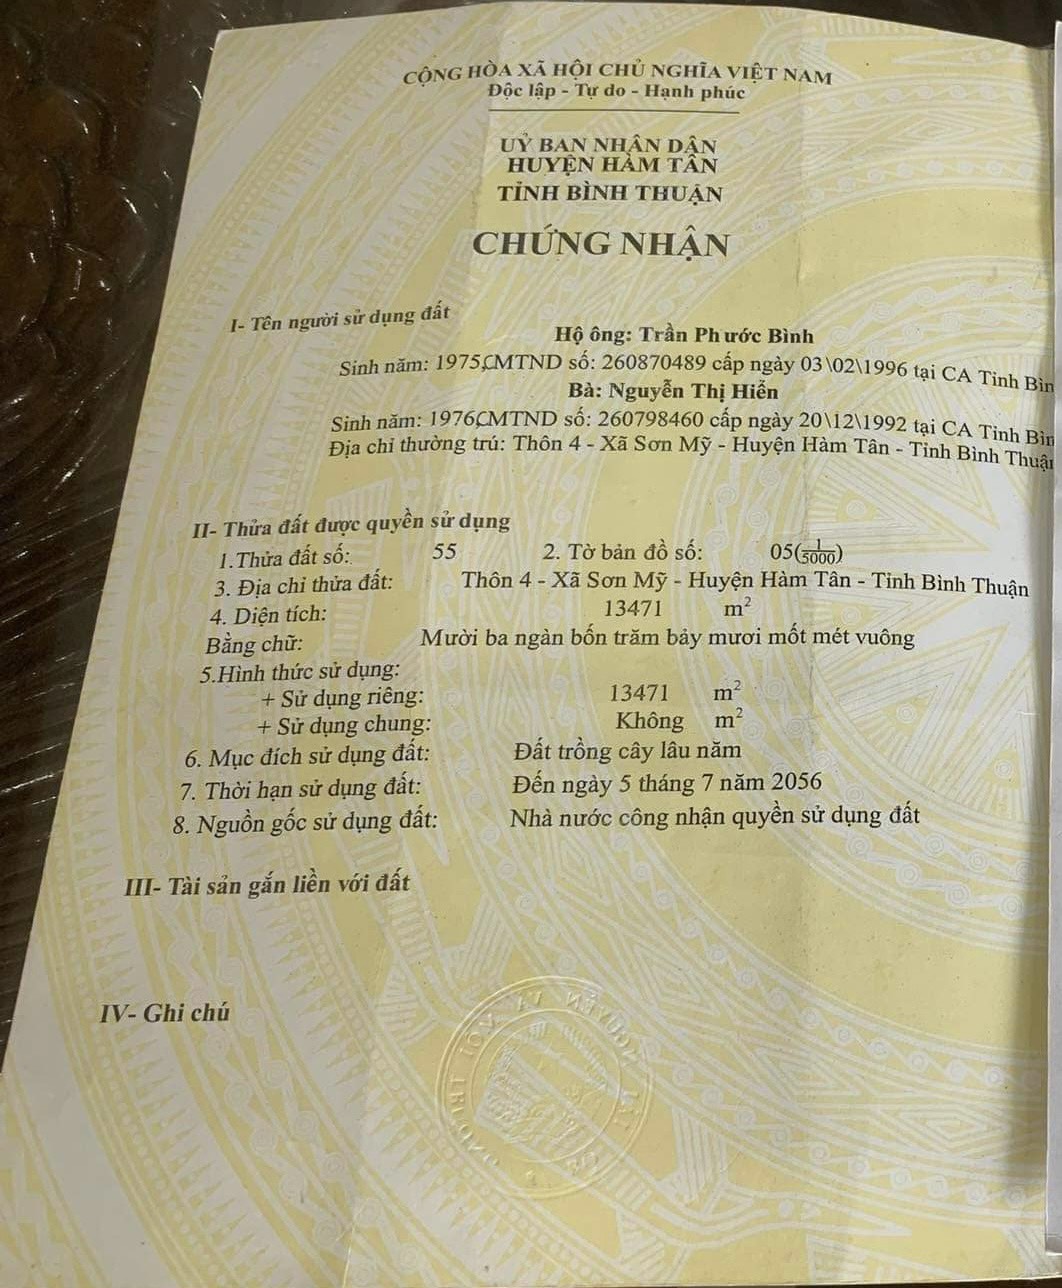 CỘNG HÒA XÃ HỘI CHỦ NGHĨA VIỆT NAM
Độc lập - Tự do - Hạnh phúc
UỶ BAN NHÂN DÂN
HUYỆN HÀM TÂN
TỈNH BÌNH THUẬN
CHỨNG NHẬN
I- Tên người sử dụng đất
Hộ ông: Trần Phước Bình
Sinh năm: 1975,CMTND số: 260870489 cấp ngày 03\02\1996 tại CA Tỉnh Bìn
Bà: Nguyễn Thị Hiễn
Sinh năm: 1976,CMTND số: 260798460 cấp ngày 20\12\1992 tại CA Tỉnh Bìn
Địa chỉ thường trú: Thôn 4 - Xã Sơn Mỹ - Huyện Hàm Tân - Tỉnh Bình Thuận
II- Thửa đất được quyền sử dụng
1.Thửa đất số: 55 2. Tờ bản đồ số: 05(1/5000)
3. Địa chỉ thửa đất: Thôn 4 - Xã Sơn Mỹ - Huyện Hàm Tân - Tỉnh Bình Thuận
4. Diện tích: 13471 m²
Bằng chữ: Mười ba ngàn bốn trăm bảy mươi mốt mét vuông
5.Hình thức sử dụng:
+ Sử dụng riêng: 13471 m²
+ Sử dụng chung: Không m²
6. Mục đích sử dụng đất: Đất trồng cây lâu năm
7. Thời hạn sử dụng đất: Đến ngày 5 tháng 7 năm 2056
8. Nguồn gốc sử dụng đất: Nhà nước công nhận quyền sử dụng đất
III- Tài sản gắn liền với đất
IV- Ghi chú